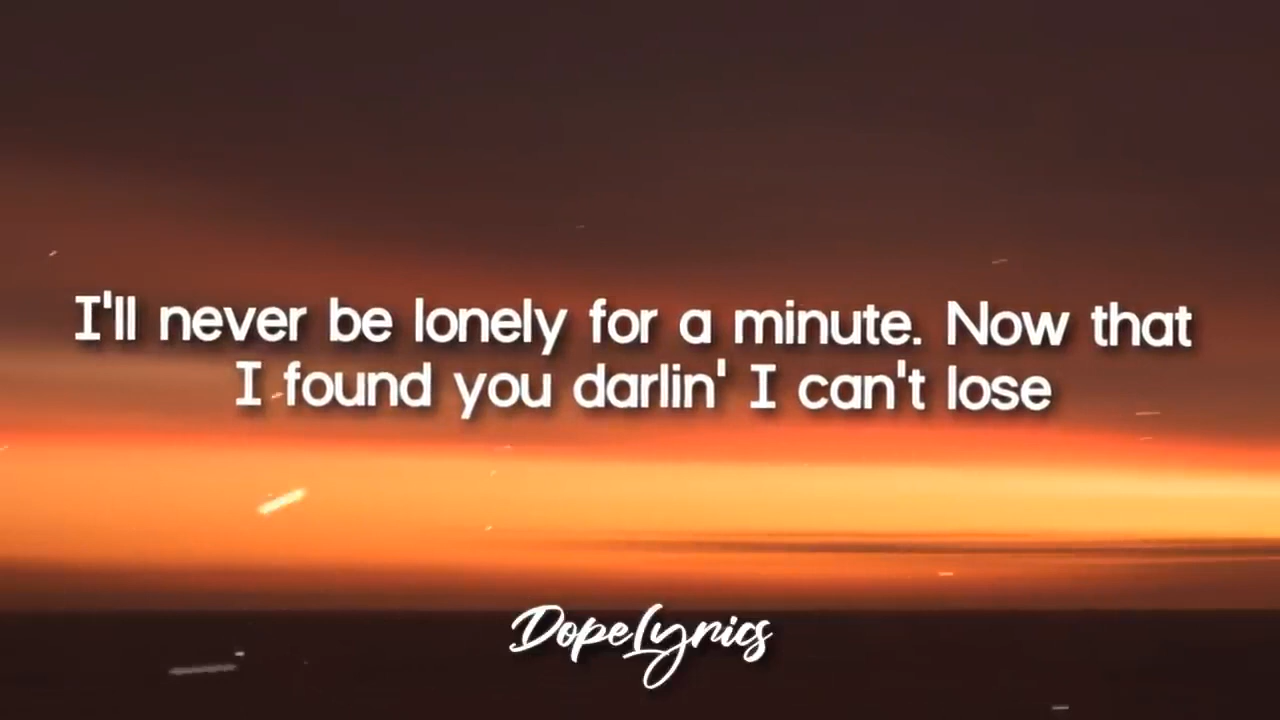 I'll never be lonely for a minute. Now that
I found you darlin' I can't lose
DopeLyrics